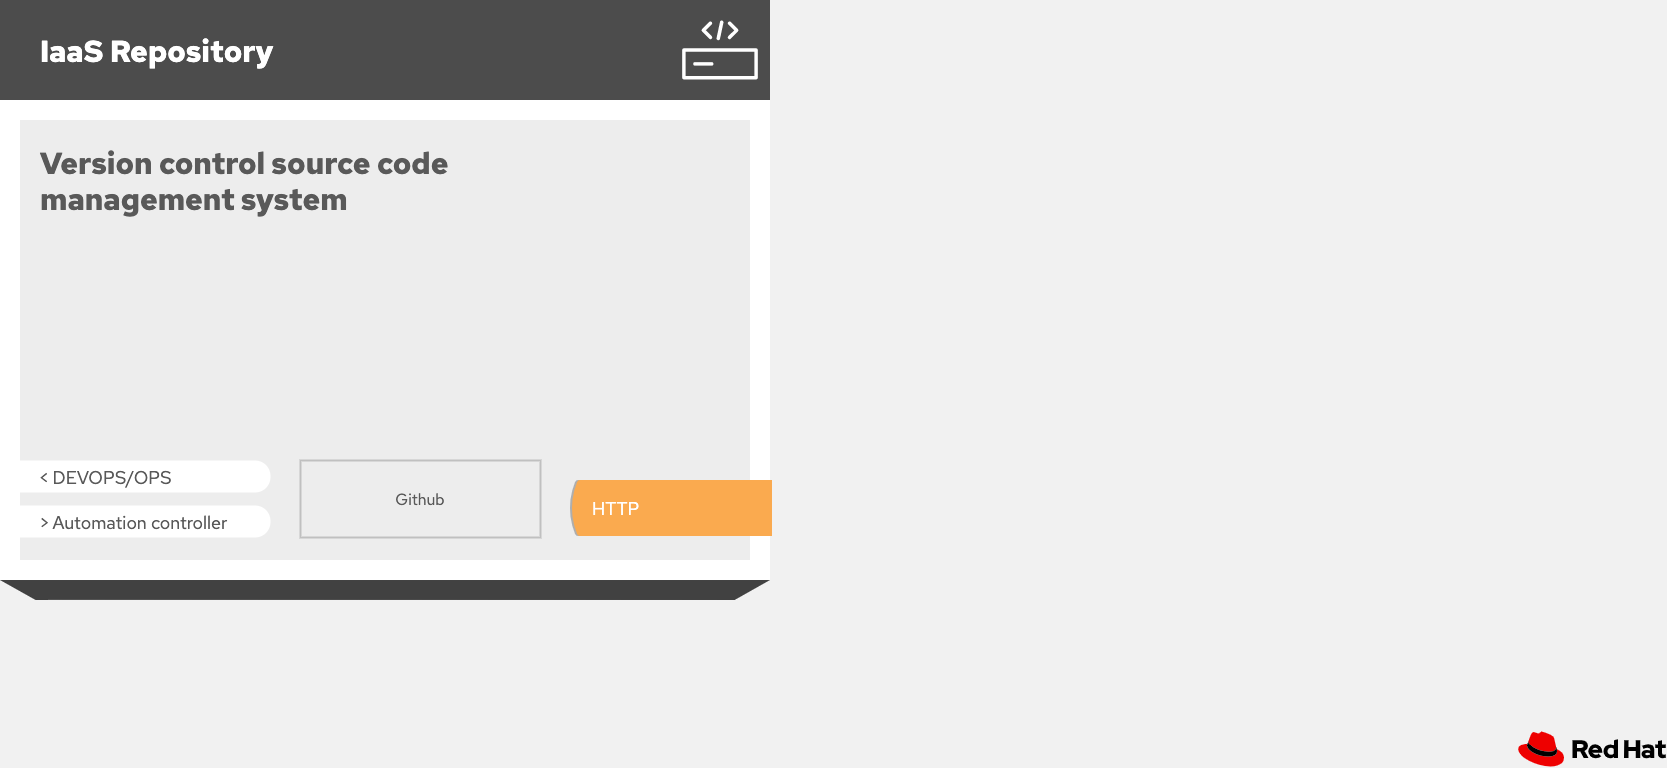 IaaS Repository
</>
Version control source code
management system
< DEVOPS/OPS
> Automation controller
Github
HTTP
Red Hat